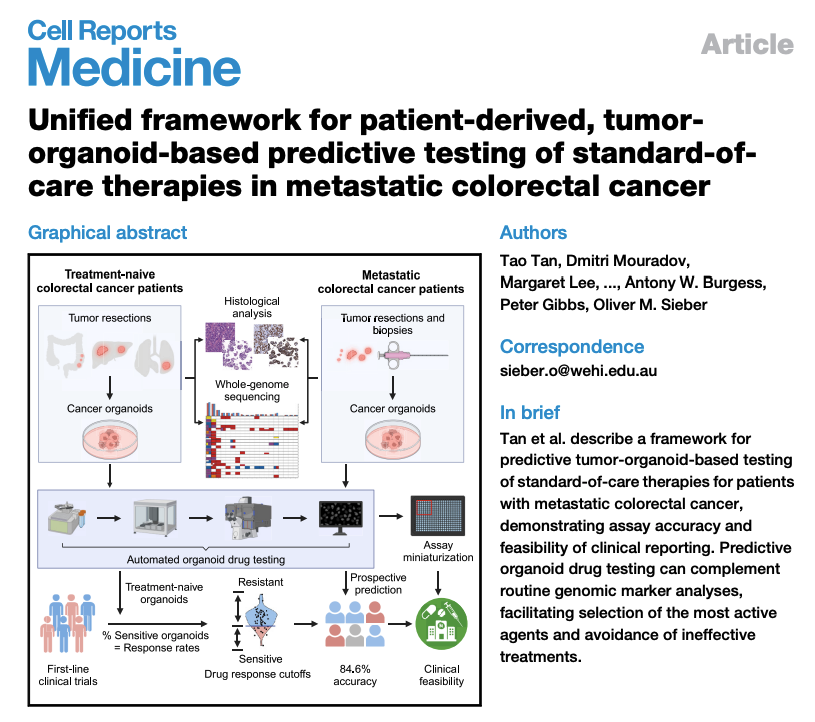 Cell Reports
Medicine
Article
Unified framework for patient-derived, tumor-
organoid-based predictive testing of standard-of-
care therapies in metastatic colorectal cancer
Graphical abstract
Treatment-naive
colorectal cancer patients
Metastatic
colorectal cancer patients
Tumor resections
Histological
analysis
Tumor resections and
biopsies
Whole-genome
sequencing
Cancer organoids
Cancer organoids
Automated organoid drug testing
Assay
miniaturization
Treatment-naive
organoids
Resistant
Prospective
prediction
% Sensitive organoids
= Response rates
Sensitive
First-line
clinical trials
Drug response cutoffs
84.6%
accuracy
Clinical
feasibility
Authors
Tao Tan, Dmitri Mouradov,
Margaret Lee, ..., Antony W. Burgess,
Peter Gibbs, Oliver M. Sieber
Correspondence
sieber.o@wehi.edu.au
In brief
Tan et al. describe a framework for
predictive tumor-organoid-based testing
of standard-of-care therapies for patients
with metastatic colorectal cancer,
demonstrating assay accuracy and
feasibility of clinical reporting. Predictive
organoid drug testing can complement
routine genomic marker analyses,
facilitating selection of the most active
agents and avoidance of ineffective
treatments.